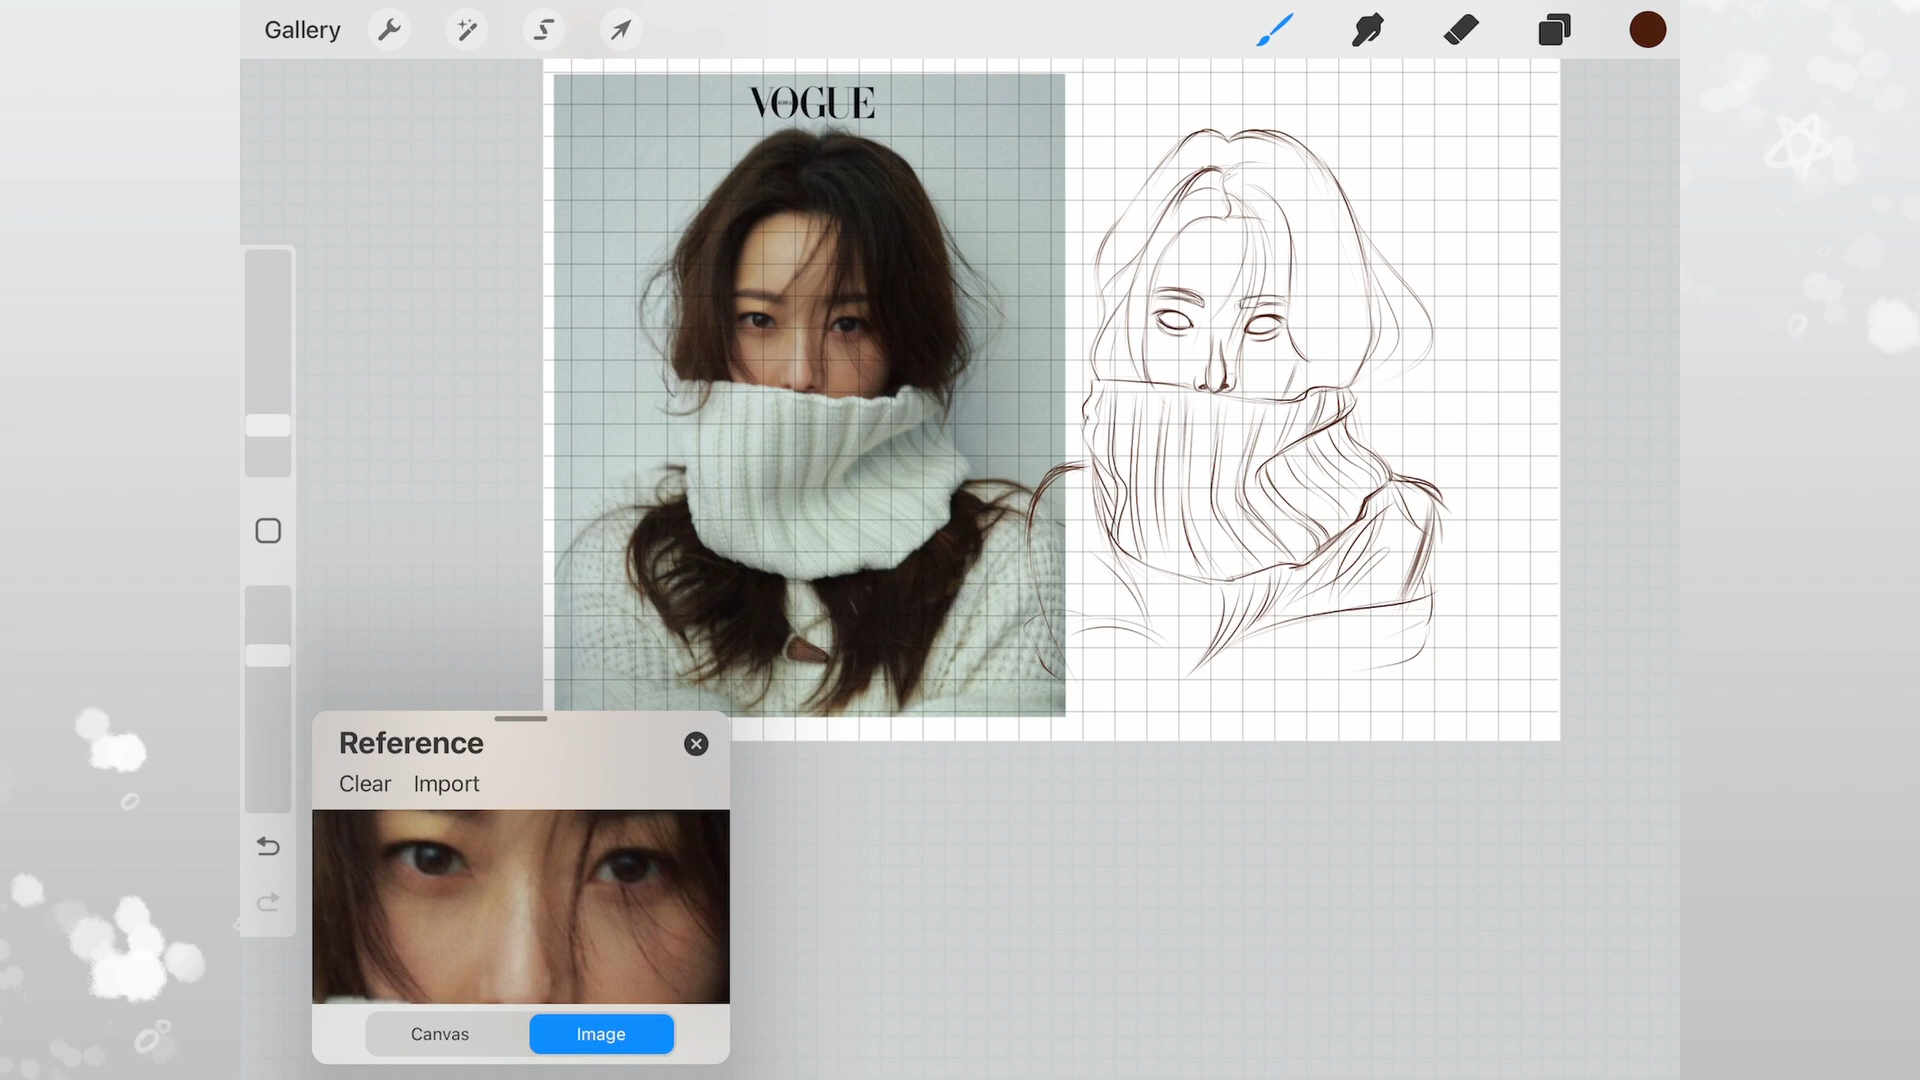 Gallery
VOGUE
Reference
Clear Import
Canvas Image